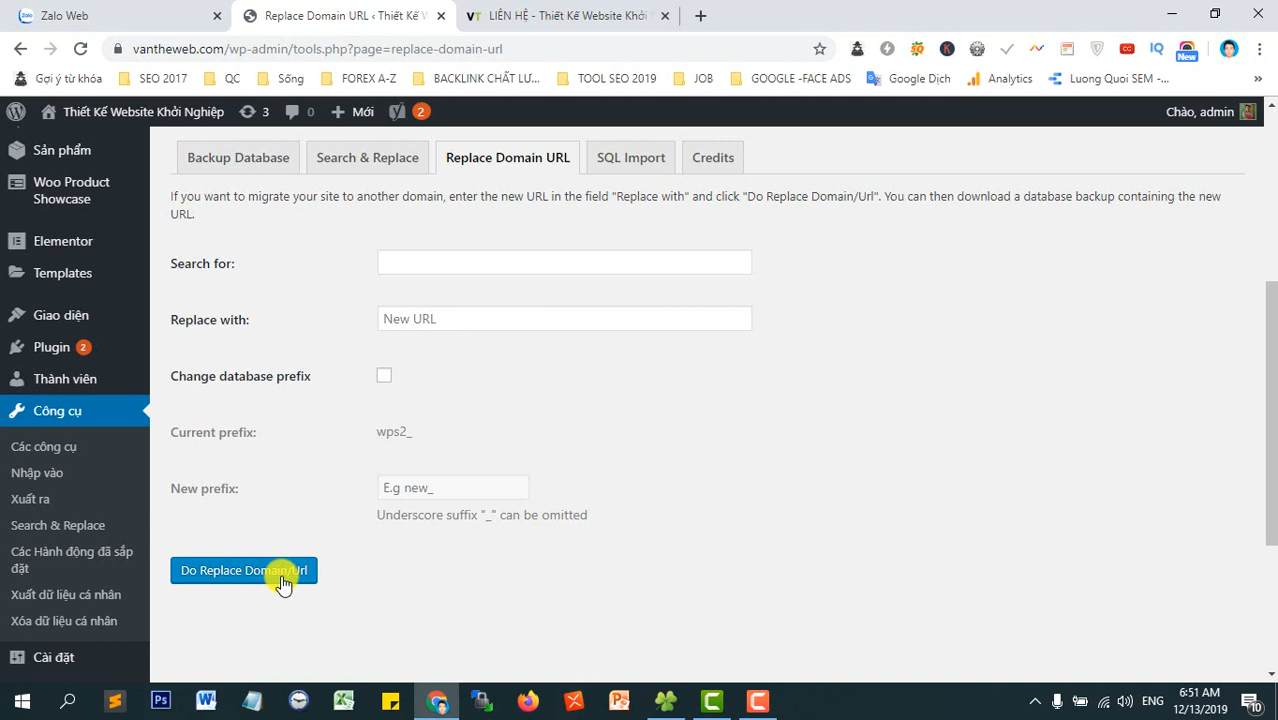 Zalo Web
Replace Domain URL ‹ Thiết Kế W
LIÊN HỆ - Thiết Kế Website Khởi
vantheweb.com/wp-admin/tools.php?page=replace-domain-url
New
Gợi ý từ khóa
SEO 2017
QC
Sống
FOREX A-Z
BACKLINK CHẤT LƯ...
TOOL SEO 2019
JOB
GOOGLE -FACE ADS
Google Dịch
Analytics
Luong Quoi SEM -...
Thiết Kế Website Khởi Nghiệp
3
0
Mới
2
Chào, admin
Sản phẩm
Woo Product
Showcase
Elementor
Templates
Giao diện
Plugin 2
Thành viên
Công cụ
Các công cụ
Nhập vào
Xuất ra
Search & Replace
Các Hành động đã sắp
đặt
Xuất dữ liệu cá nhân
Xóa dữ liệu cá nhân
Cài đặt
Backup Database
Search & Replace
Replace Domain URL
SQL Import
Credits
If you want to migrate your site to another domain, enter the new URL in the field "Replace with" and click "Do Replace Domain/Url". You can then download a database backup containing the new
URL.
Search for:
Replace with:
New URL
Change database prefix
Current prefix:
wps2_
New prefix:
E.g new_
Underscore suffix "_" can be omitted
Do Replace Domain/Url
ENG
6:51 AM
12/13/2019
10